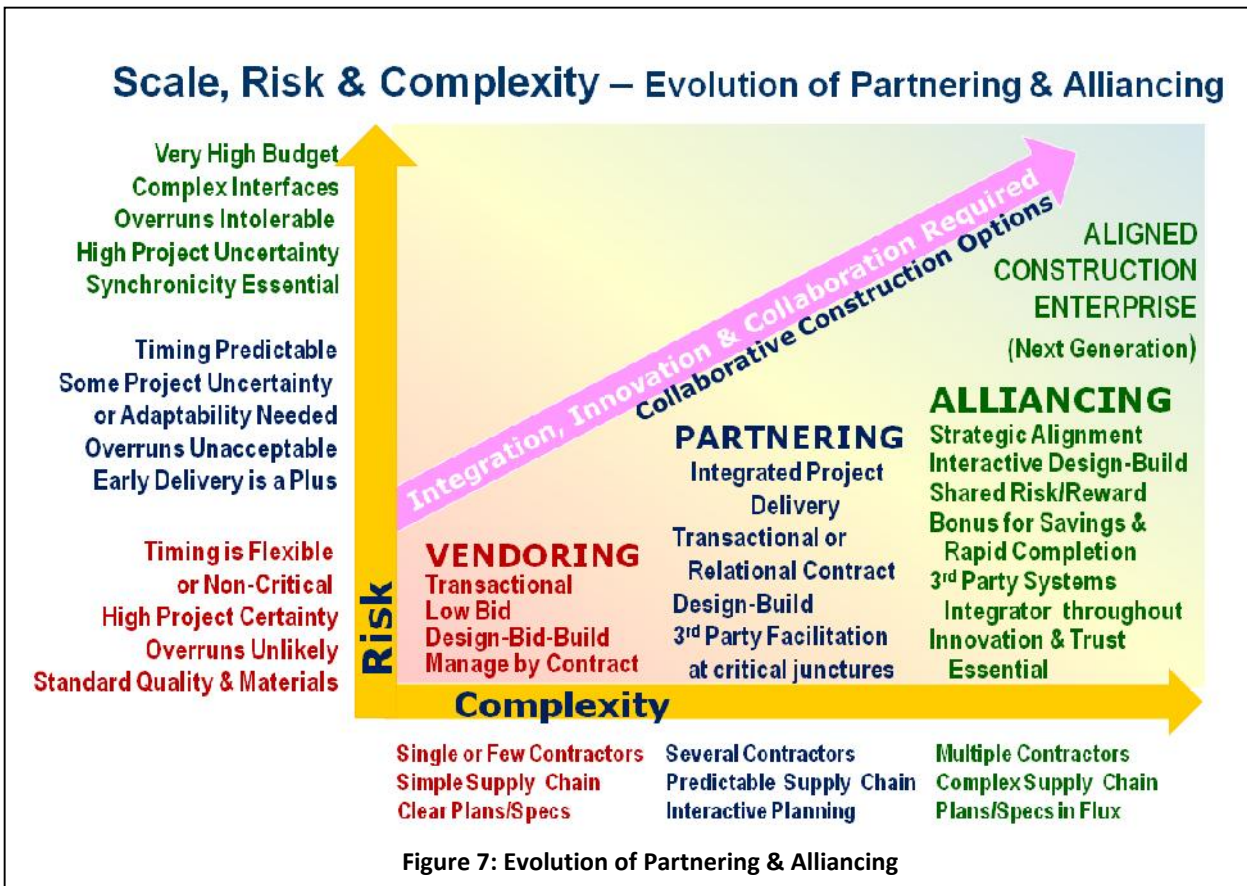 Scale, Risk & Complexity – Evolution of Partnering & Alliancing
Very High Budget
Complex Interfaces
Overruns Intolerable
High Project Uncertainty
Synchronicity Essential
Timing Predictable
Some Project Uncertainty
or Adaptability Needed
Overruns Unacceptable
Early Delivery is a Plus
Timing is Flexible
or Non-Critical
High Project Certainty
Overruns Unlikely
Standard Quality & Materials
Risk
Integration, Innovation & Collaboration Required
Collaborative Construction Options
VENDORING
Transactional
Low Bid
Design-Bid-Build
Manage by Contract
PARTNERING
Integrated Project
Delivery
Transactional or
Relational Contract
Design-Build
3rd Party Facilitation
at critical junctures
ALIGNED
CONSTRUCTION
ENTERPRISE
(Next Generation)
ALLIANCING
Strategic Alignment
Interactive Design-Build
Shared Risk/Reward
Bonus for Savings &
Rapid Completion
3rd Party Systems
Integrator throughout
Innovation & Trust
Essential
Complexity
Single or Few Contractors
Simple Supply Chain
Clear Plans/Specs
Several Contractors
Predictable Supply Chain
Interactive Planning
Multiple Contractors
Complex Supply Chain
Plans/Specs in Flux
Figure 7: Evolution of Partnering & Alliancing